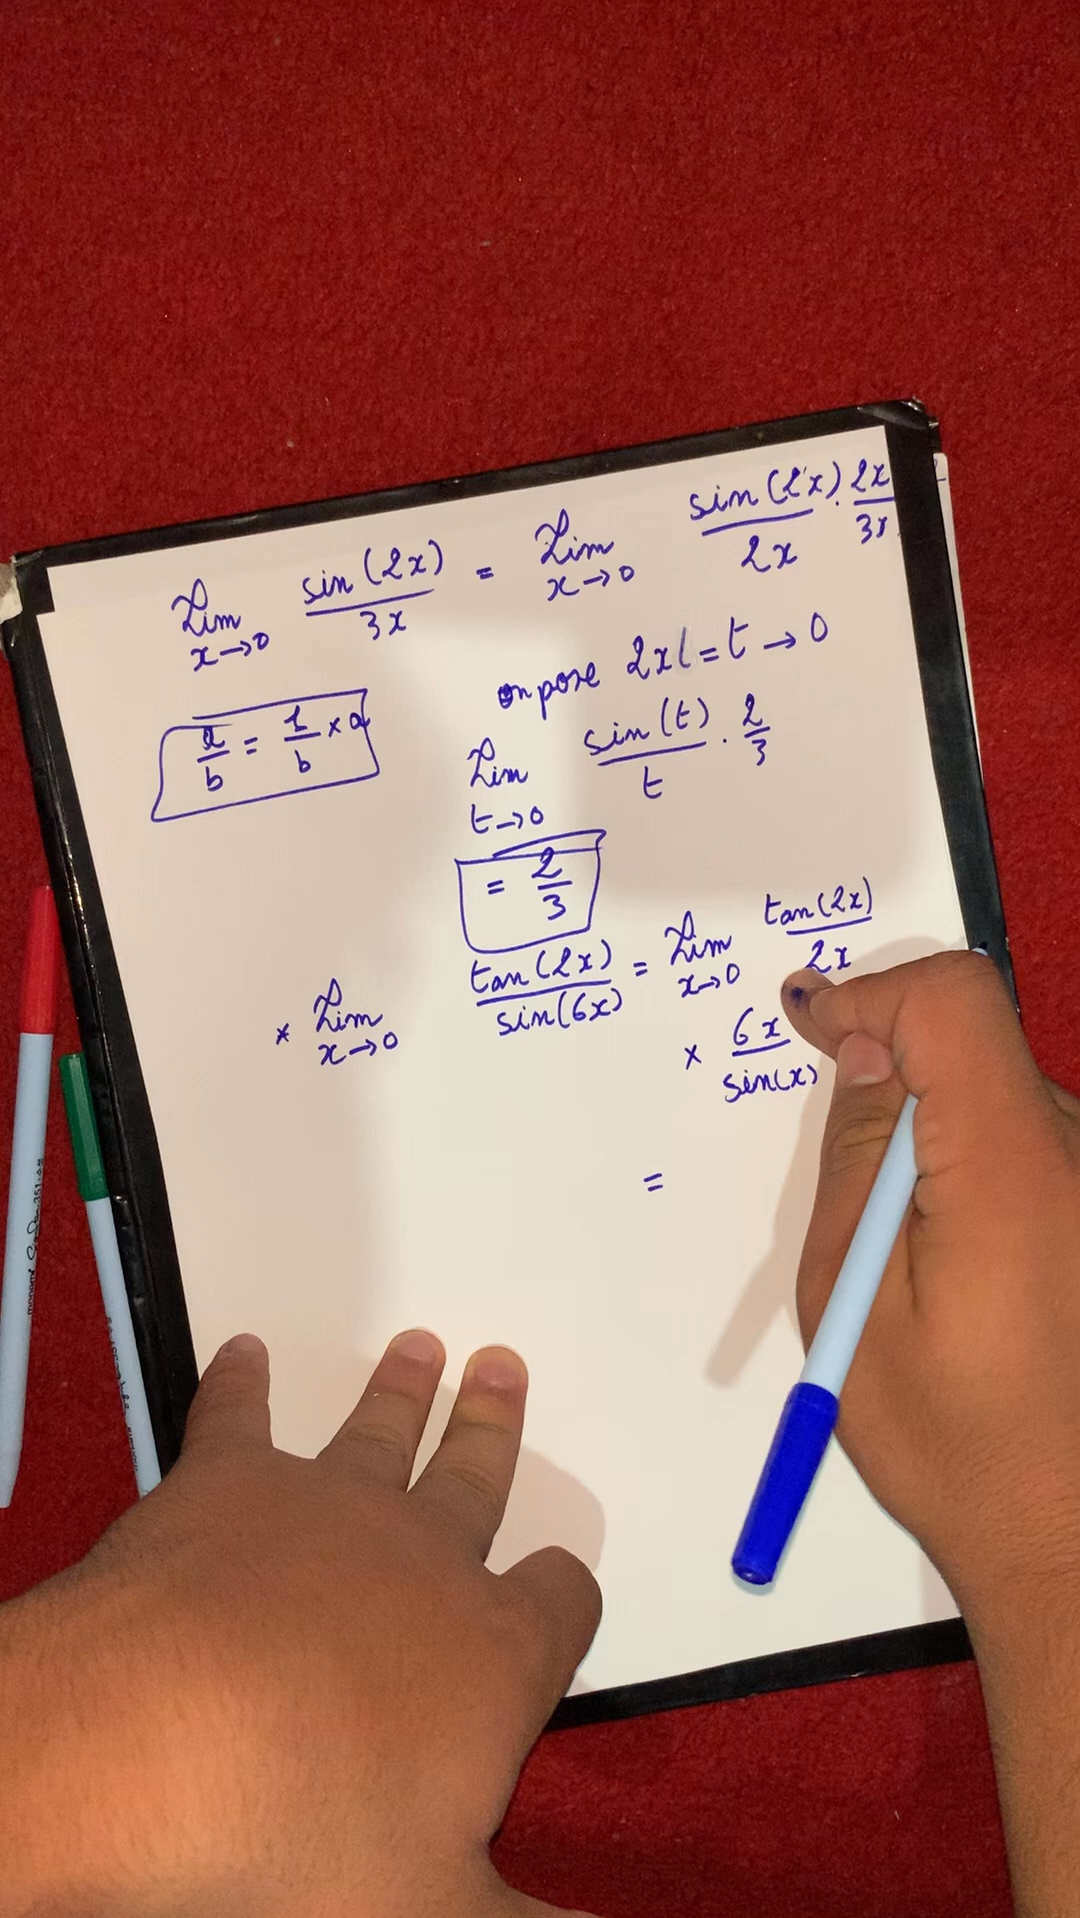 Lim x→0 sin(2x)/3x = Lim x→0 sin(2x)/2x . 2x/3x
on pose 2x = t → 0
a/b = 1/b × a
Lim t→0 sin(t)/t . 2/3
= 2/3
× Lim x→0 tan(2x)/sin(6x) = Lim x→0 tan(2x)/2x
× 6x/sin(x)
=